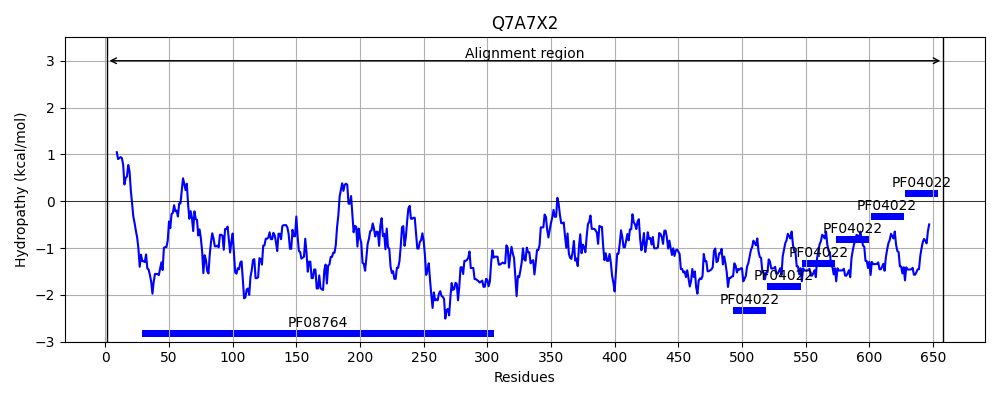 Q7A7X2
Alignment region
Hydropathy (kcal/mol)
3
2
1
0
−1
−2
−3
PF04022
PF04022
PF04022
PF04022
PF04022
PF04022
PF08764
0
50
100
150
200
250
300
350
400
450
500
550
600
650
Residues